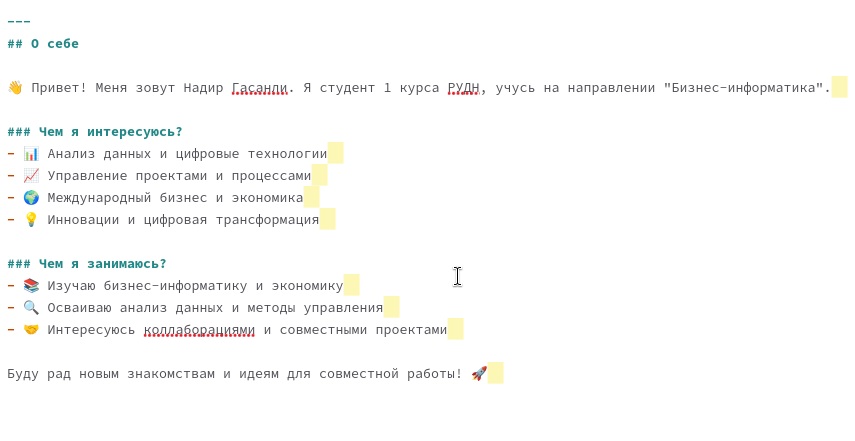 ---
## О себе
👋 Привет! Меня зовут Надир Гасанли. Я студент 1 курса РУДН, учусь на направлении "Бизнес-информатика".
### Чем я интересуюсь?
- 📊 Анализ данных и цифровые технологии
- 📈 Управление проектами и процессами
- 🌍 Международный бизнес и экономика
- 💡 Инновации и цифровая трансформация
### Чем я занимаюсь?
- 📚 Изучаю бизнес-информатику и экономику
- 🔍 Осваиваю анализ данных и методы управления
- 🤝 Интересуюсь коллаборациями и совместными проектами
Буду рад новым знакомствам и идеям для совместной работы! 🚀